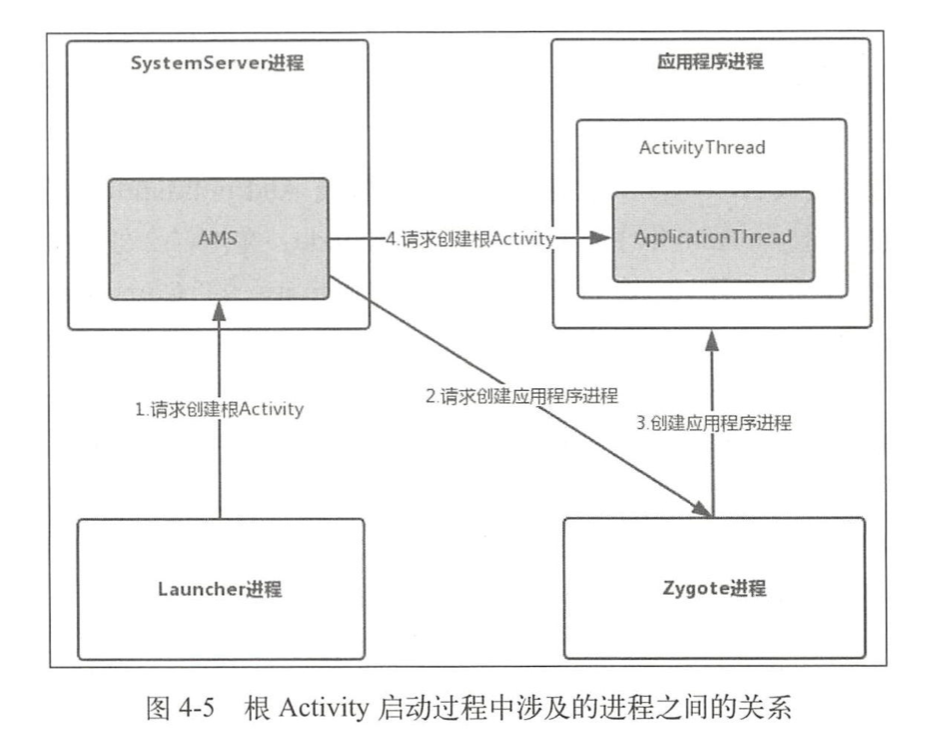 SystemServer进程
应用程序进程
ActivityThread
AMS
4.请求创建根Activity
ApplicationThread
1.请求创建根Activity
2.请求创建应用程序进程
3.创建应用程序进程
Launcher进程
Zygote进程
图 4-5 根 Activity 启动过程中涉及的进程之间的关系